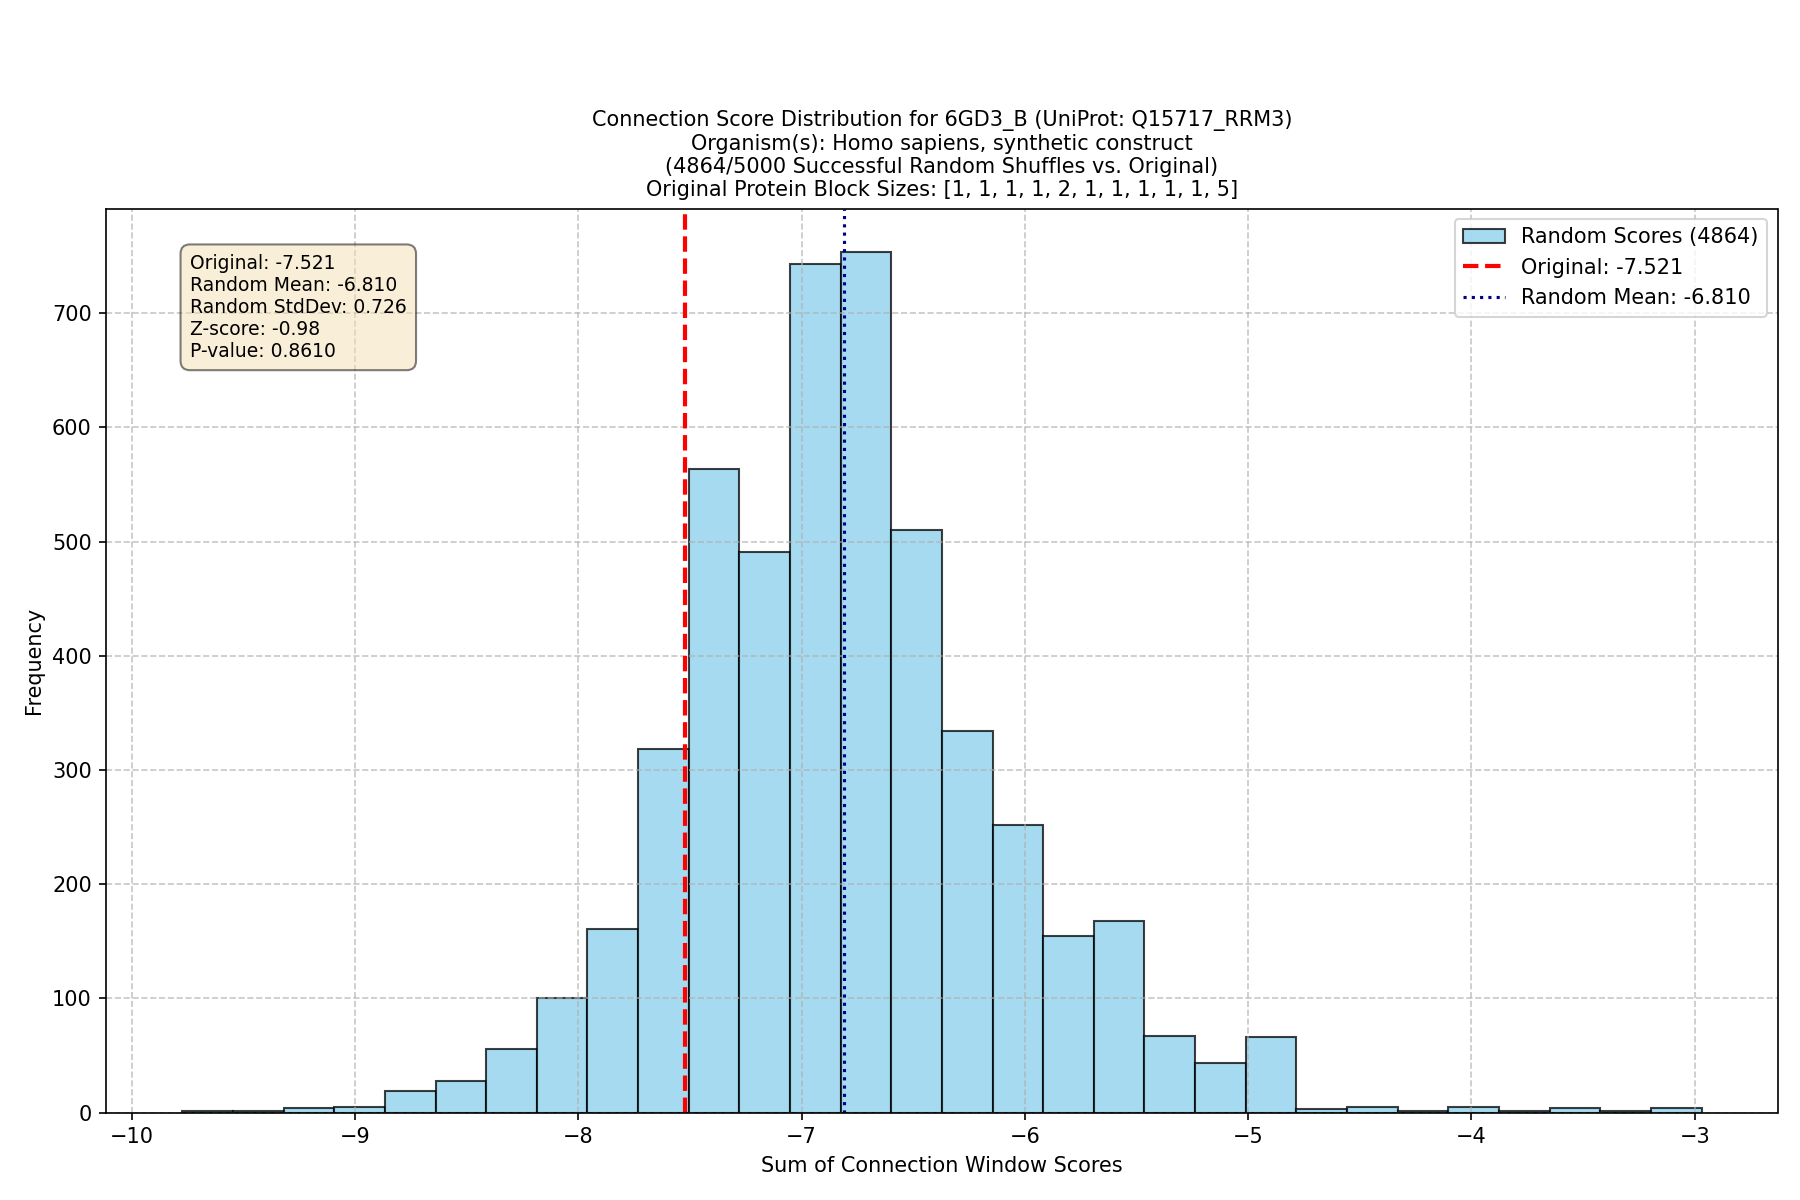 Connection Score Distribution for 6GD3_B (UniProt: Q15717_RRM3)
Organism(s): Homo sapiens, synthetic construct
(4864/5000 Successful Random Shuffles vs. Original)
Original Protein Block Sizes: [1, 1, 1, 1, 2, 1, 1, 1, 1, 1, 5]
Original: -7.521
Random Mean: -6.810
Random StdDev: 0.726
Z-score: -0.98
P-value: 0.8610
Random Scores (4864)
Original: -7.521
Random Mean: -6.810
Frequency
700
600
500
400
300
200
100
0
−10 −9 −8 −7 −6 −5 −4 −3
Sum of Connection Window Scores